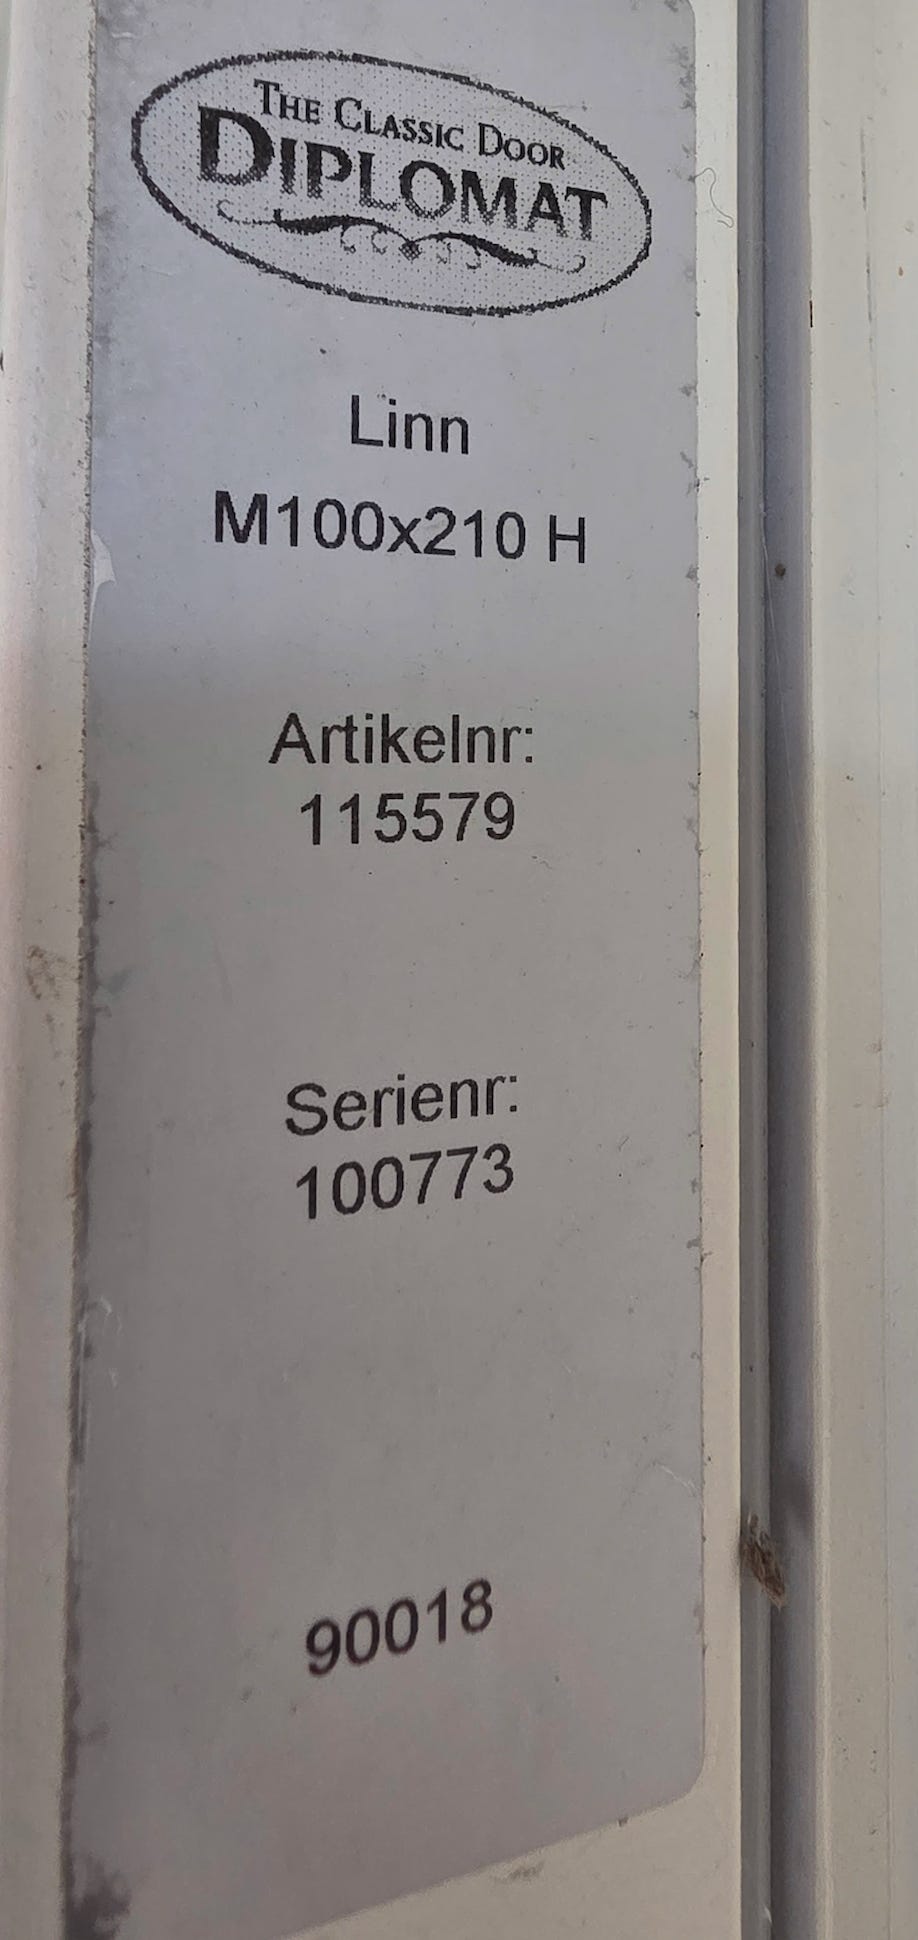 THE CLASSIC DOOR
DIPLOMAT
Linn
M100x210 H
Artikelnr:
115579
Serienr:
100773
90018